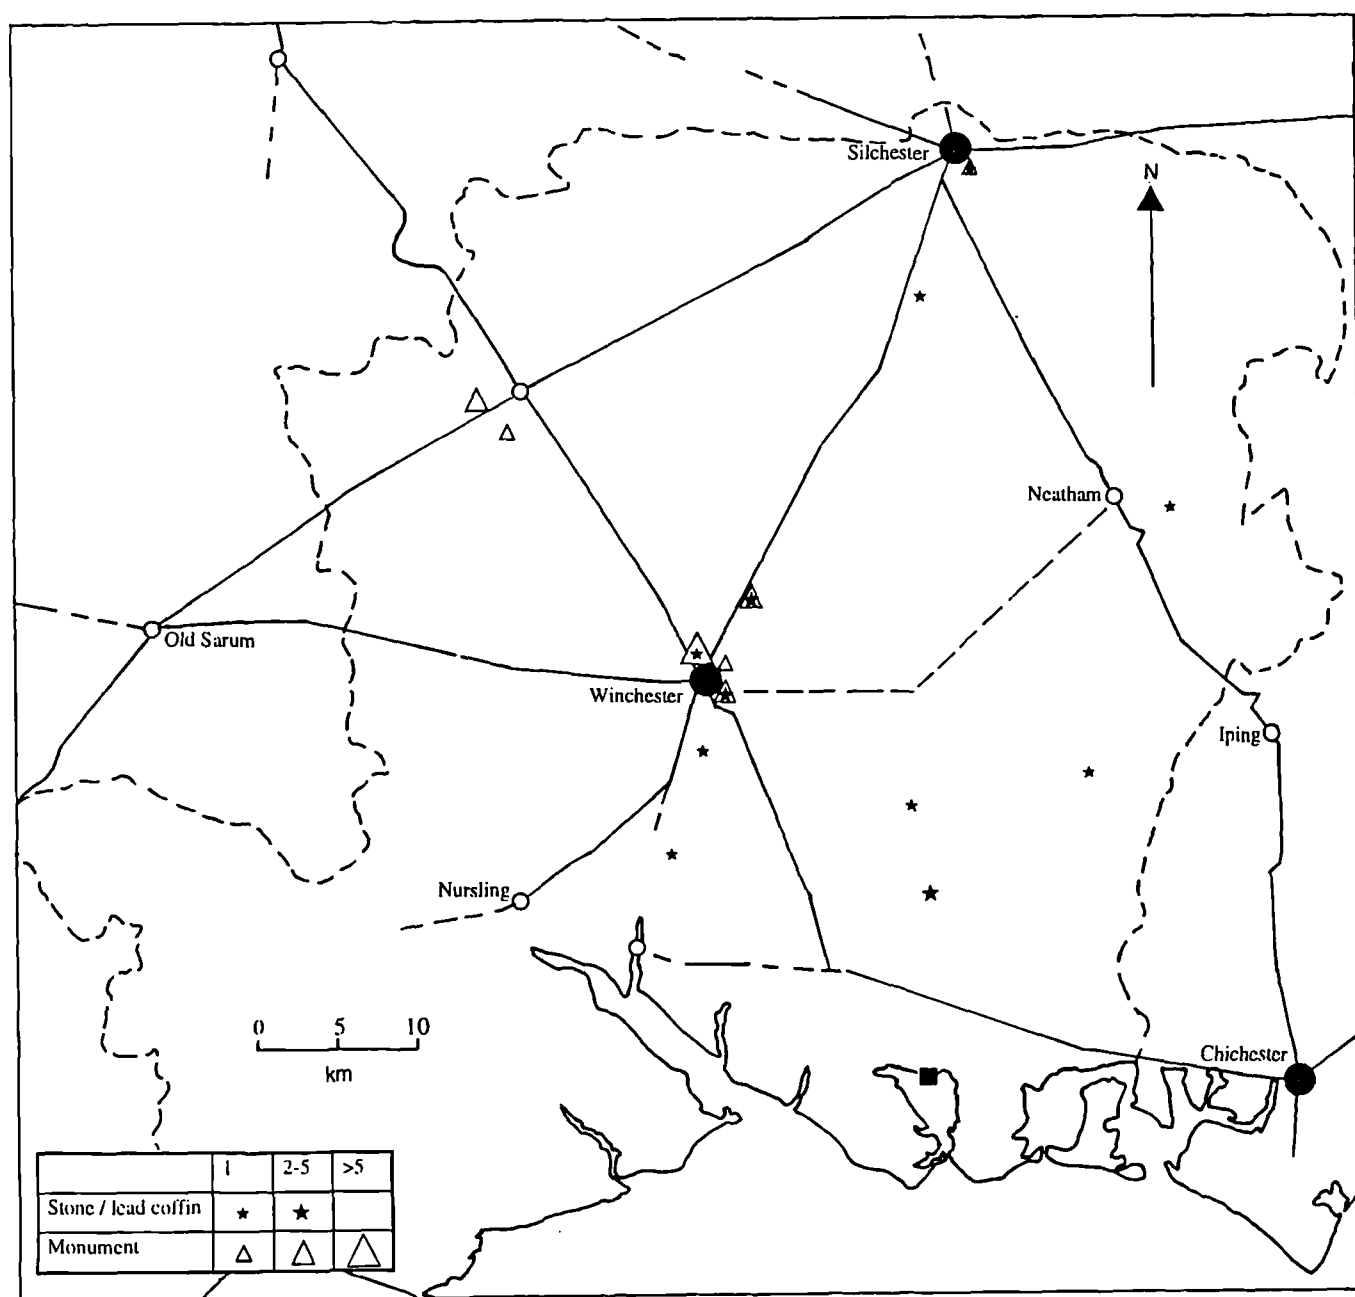 Silchester
N
Neatham
Old Sarum
Winchester
Iping
Nursling
0 5 10
km
Chichester
1 2-5 >5
Stone / lead coffin
Monument